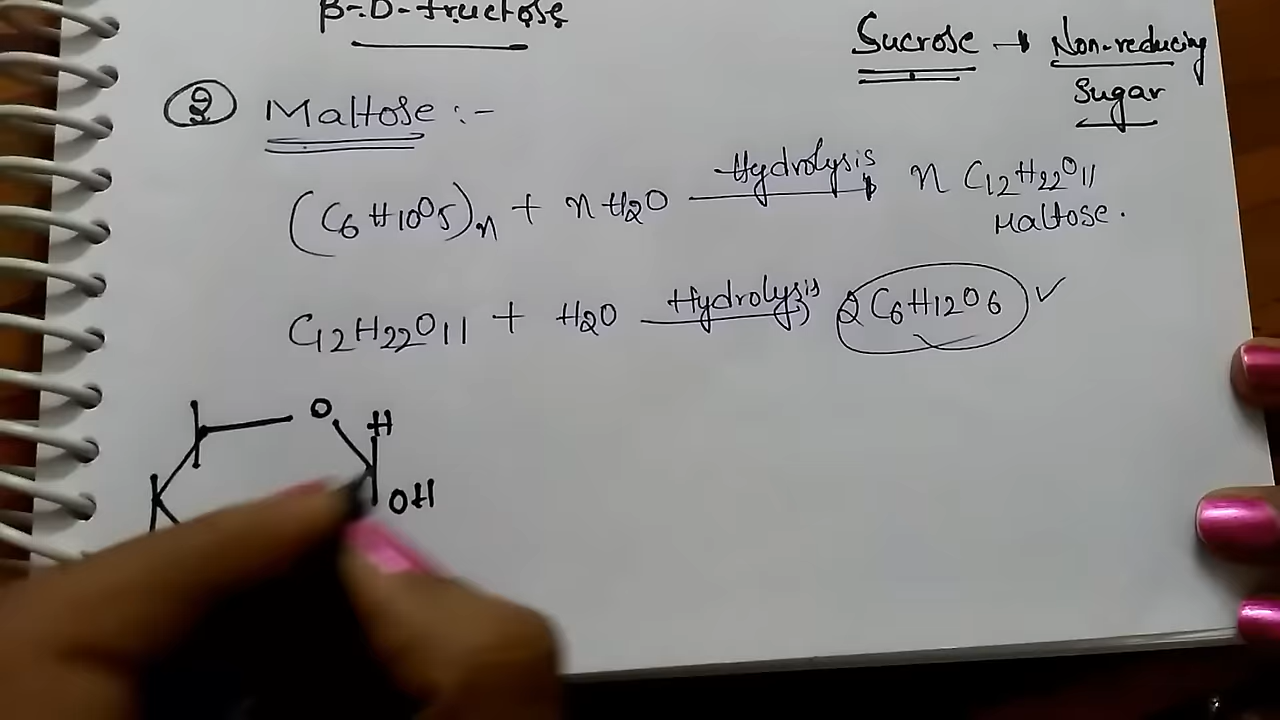 β-D-fructose
Sucrose → Non-reducing
Sugar
② Maltose :-
(C6H10O5)n + nH2O Hydrolysis→ n C12H22O11
Maltose.
C12H22O11 + H2O Hydrolysis→ 2C6H12O6 ✓
O
H
OH